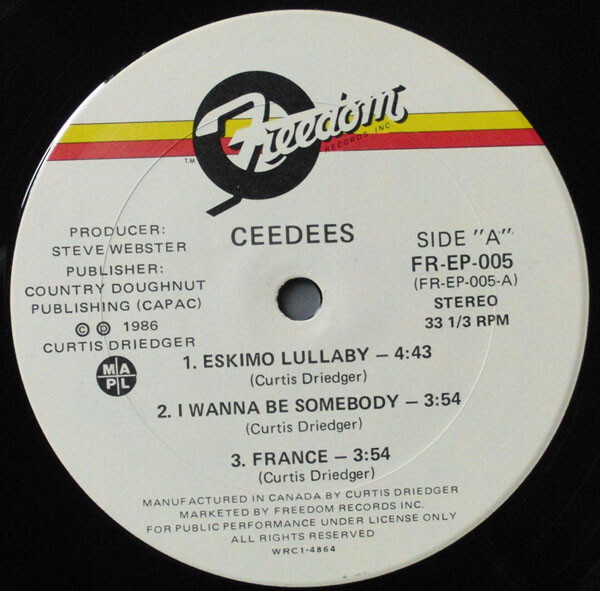 Freedom
RECORDS INC
T.M.
CEEDEES
PRODUCER:
STEVE WEBSTER
PUBLISHER:
COUNTRY DOUGHNUT
PUBLISHING (CAPAC)
© ℗ 1986
CURTIS DRIEDGER
MAPL
SIDE "A"
FR-EP-005
(FR-EP-005-A)
STEREO
33 1/3 RPM
1. ESKIMO LULLABY – 4:43
(Curtis Driedger)
2. I WANNA BE SOMEBODY – 3:54
(Curtis Driedger)
3. FRANCE – 3:54
(Curtis Driedger)
MANUFACTURED IN CANADA BY CURTIS DRIEDGER
MARKETED BY FREEDOM RECORDS INC.
FOR PUBLIC PERFORMANCE UNDER LICENSE ONLY
ALL RIGHTS RESERVED
WRC1-4864